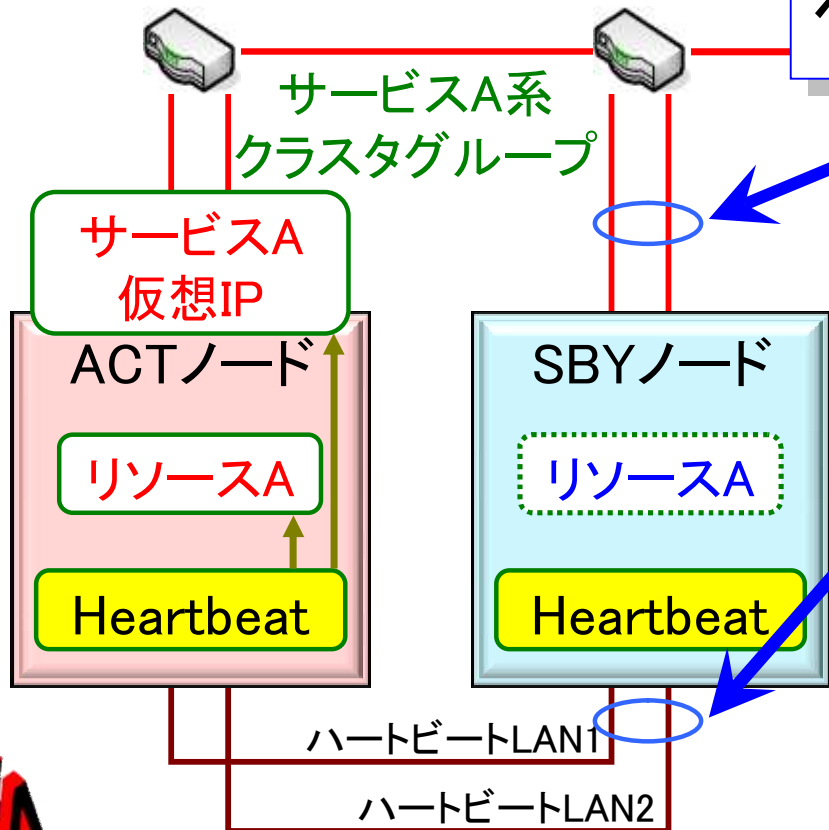 サービスA系
クラスタグループ
サービスA
仮想IP
ACTノード
SBYノード
リソースA
リソースA
Heartbeat
Heartbeat
ハートビートLAN1
ハートビートLAN2